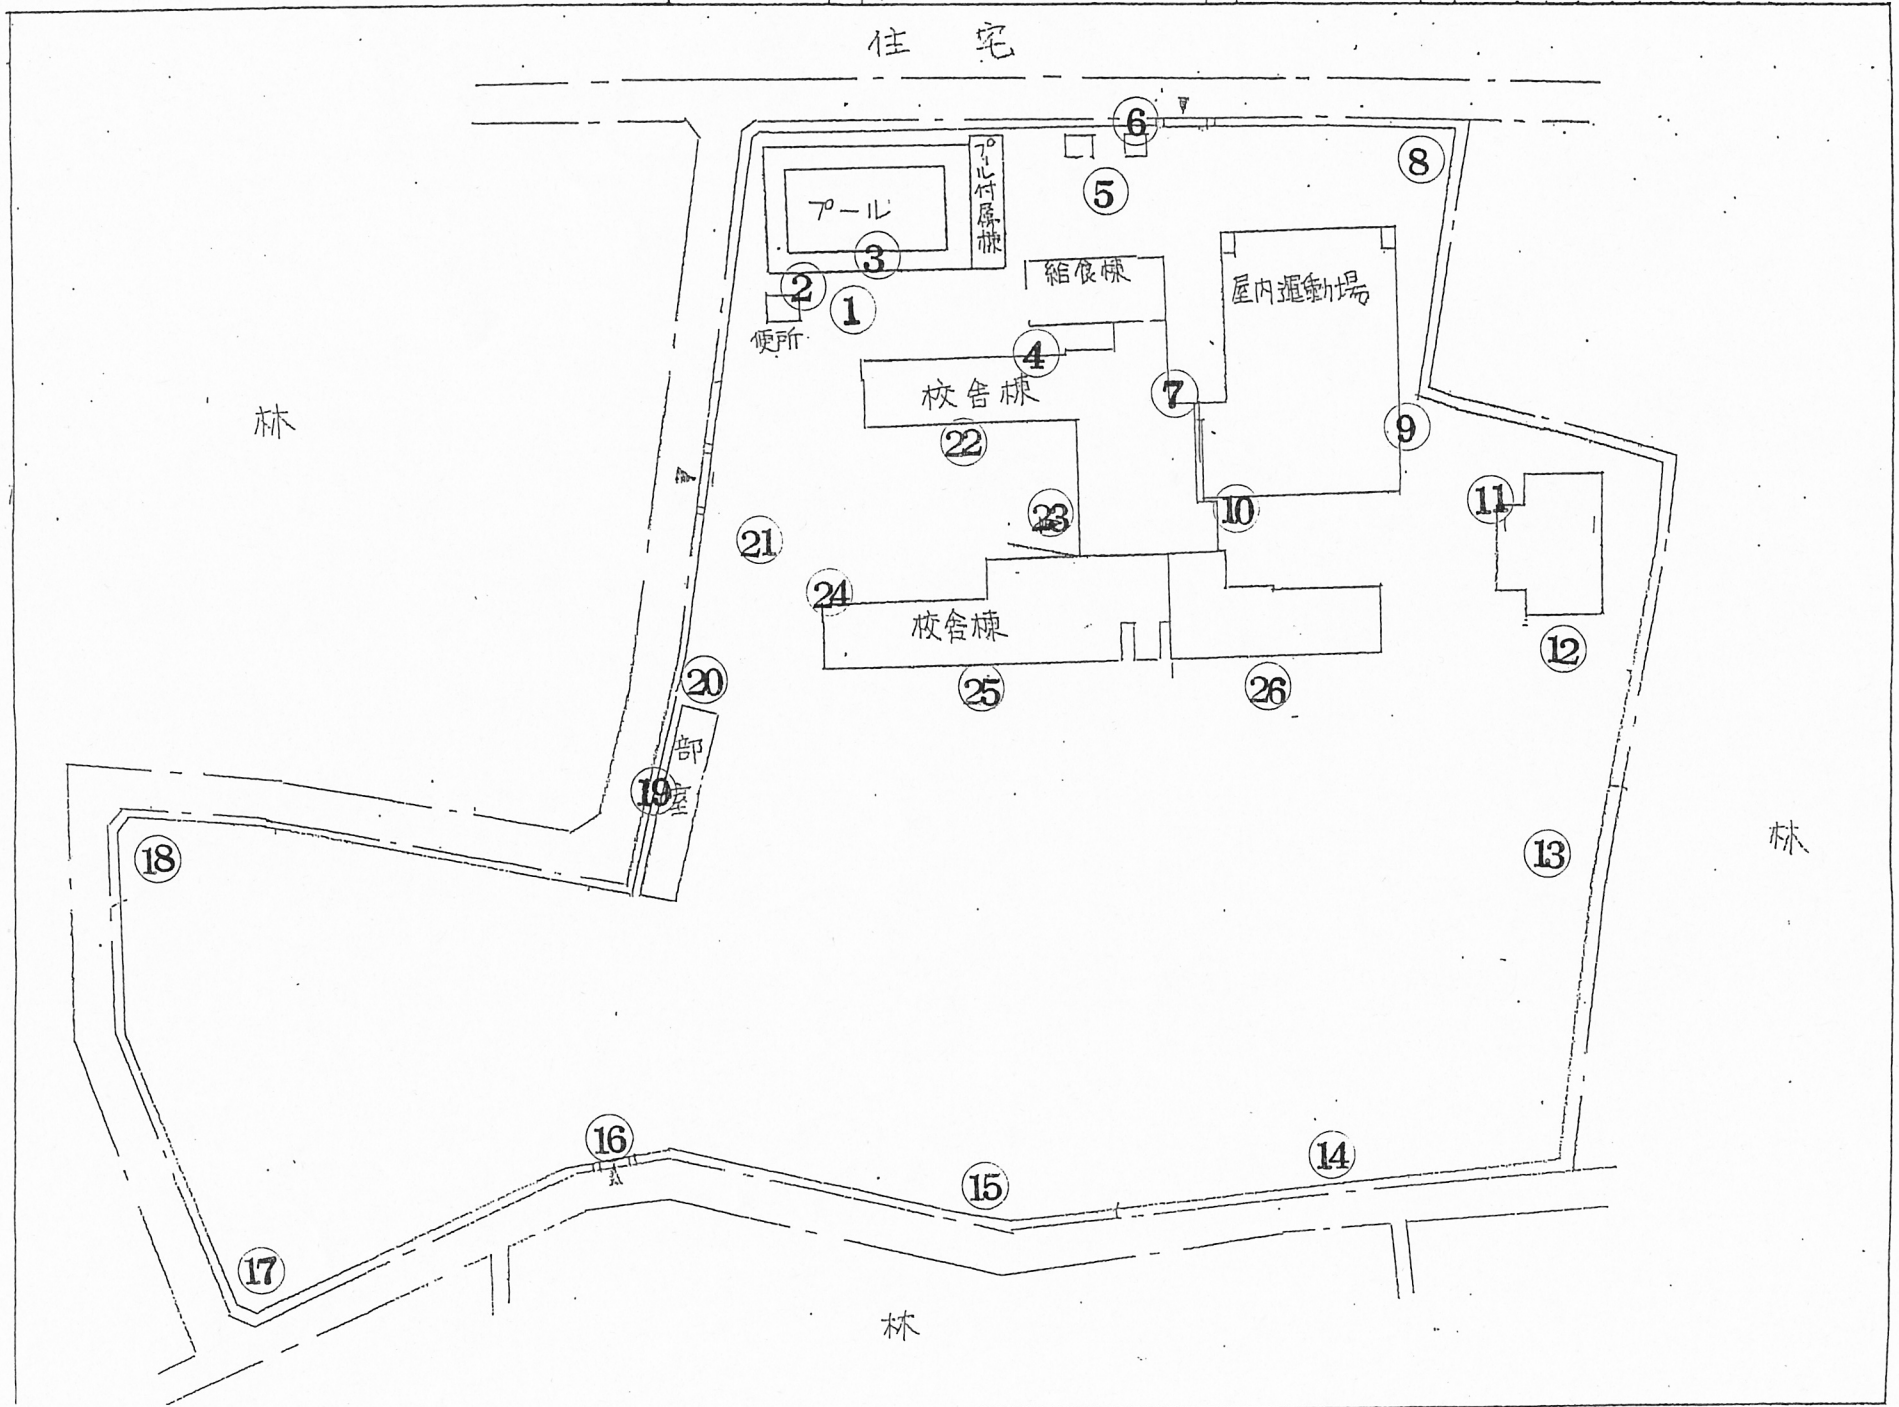 住宅
⑥
⑧
プール付属棟
⑤
プール
③
②
①
便所
給食棟
屋内運動場
④
校舎棟
⑦
林
㉒
⑨
㉓
⑩
⑪
㉑
㉔
校舎棟
⑫
⑳
㉕
㉖
部室
⑲
⑱
⑬
林
⑯
⑭
⑮
⑰
林